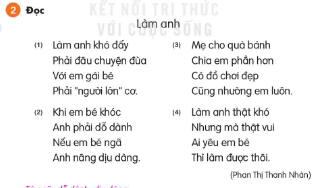 2 Đọc
KẾT NỐI TRI THỨC
VỚI CUỘC SỐNG
Làm anh
(1) Làm anh khó đấy
Phải đâu chuyện đùa
Với em gái bé
Phải "người lớn" cơ.
(2) Khi em bé khóc
Anh phải dỗ dành
Nếu em bé ngã
Anh nâng dịu dàng.
(3) Mẹ cho quà bánh
Chia em phần hơn
Có đồ chơi đẹp
Cũng nhường em luôn.
(4) Làm anh thật khó
Nhưng mà thật vui
Ai yêu em bé
Thì làm được thôi.
(Phan Thị Thanh Nhàn)